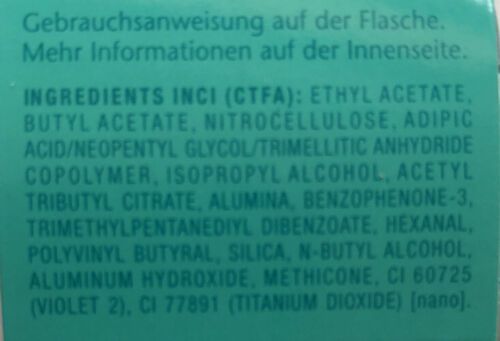 Gebrauchsanweisung auf der Flasche.
Mehr Informationen auf der Innenseite.
INGREDIENTS INCI (CTFA): ETHYL ACETATE,
BUTYL ACETATE, NITROCELLULOSE, ADIPIC
ACID/NEOPENTYL GLYCOL/TRIMELLITIC ANHYDRIDE
COPOLYMER, ISOPROPYL ALCOHOL, ACETYL
TRIBUTYL CITRATE, ALUMINA, BENZOPHENONE-3,
TRIMETHYLPENTANEDIYL DIBENZOATE, HEXANAL,
POLYVINYL BUTYRAL, SILICA, N-BUTYL ALCOHOL,
ALUMINUM HYDROXIDE, METHICONE, CI 60725
(VIOLET 2), CI 77891 (TITANIUM DIOXIDE) [nano].